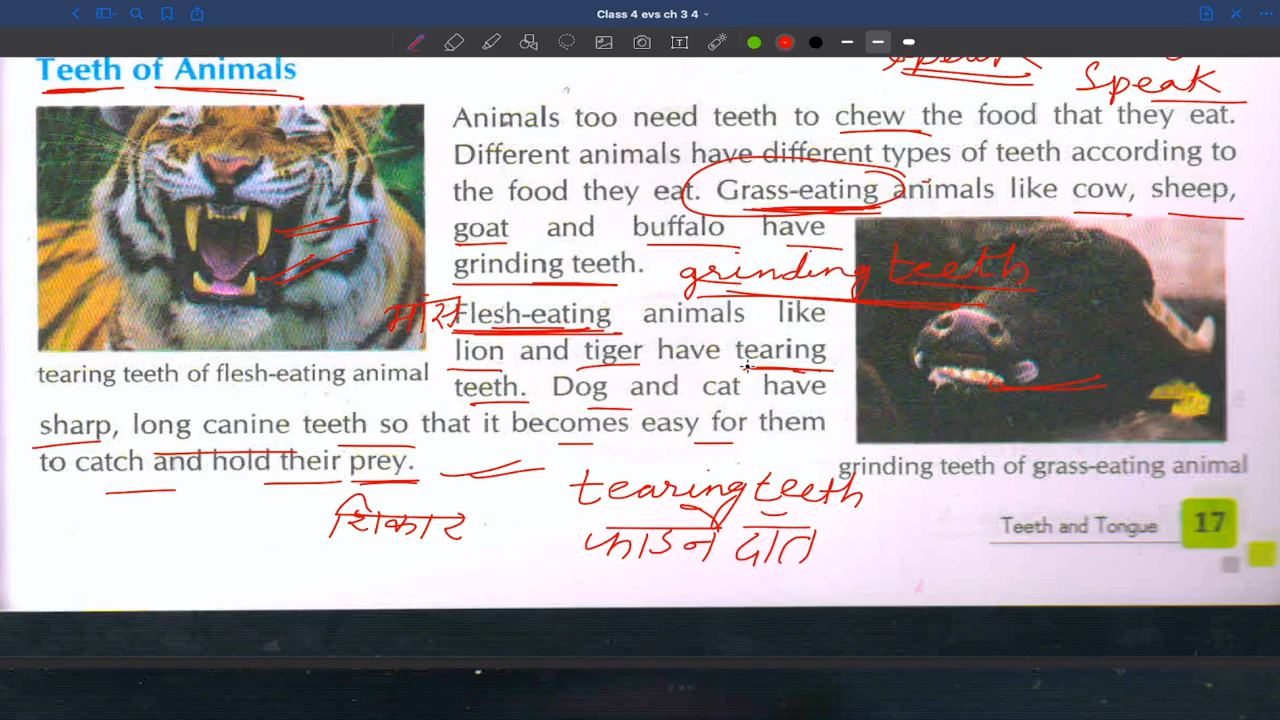 Class 4 evs ch 3 4
Teeth of Animals
Speak
Animals too need teeth to chew the food that they eat.
Different animals have different types of teeth according to
the food they eat. Grass-eating animals like cow, sheep,
goat and buffalo have
grinding teeth.
grinding teeth
मांस
Flesh-eating animals like
lion and tiger have tearing
teeth. Dog and cat have
sharp, long canine teeth so that it becomes easy for them
to catch and hold their prey.
tearing teeth of flesh-eating animal
grinding teeth of grass-eating animal
शिकार
tearing teeth
फाडने दांत
Teeth and Tongue 17